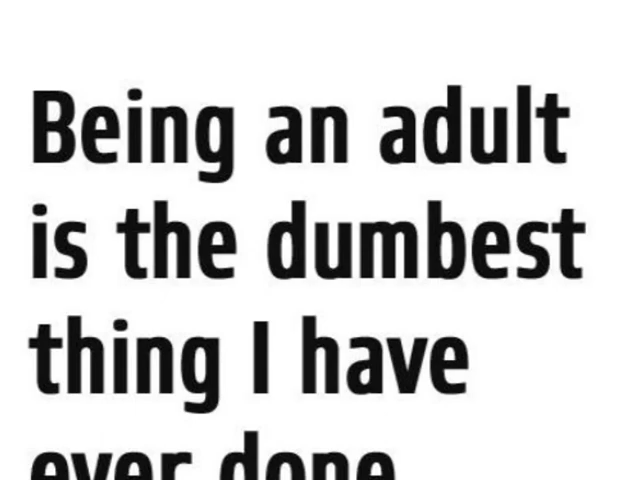 Being an adult
is the dumbest
thing I have
ever done